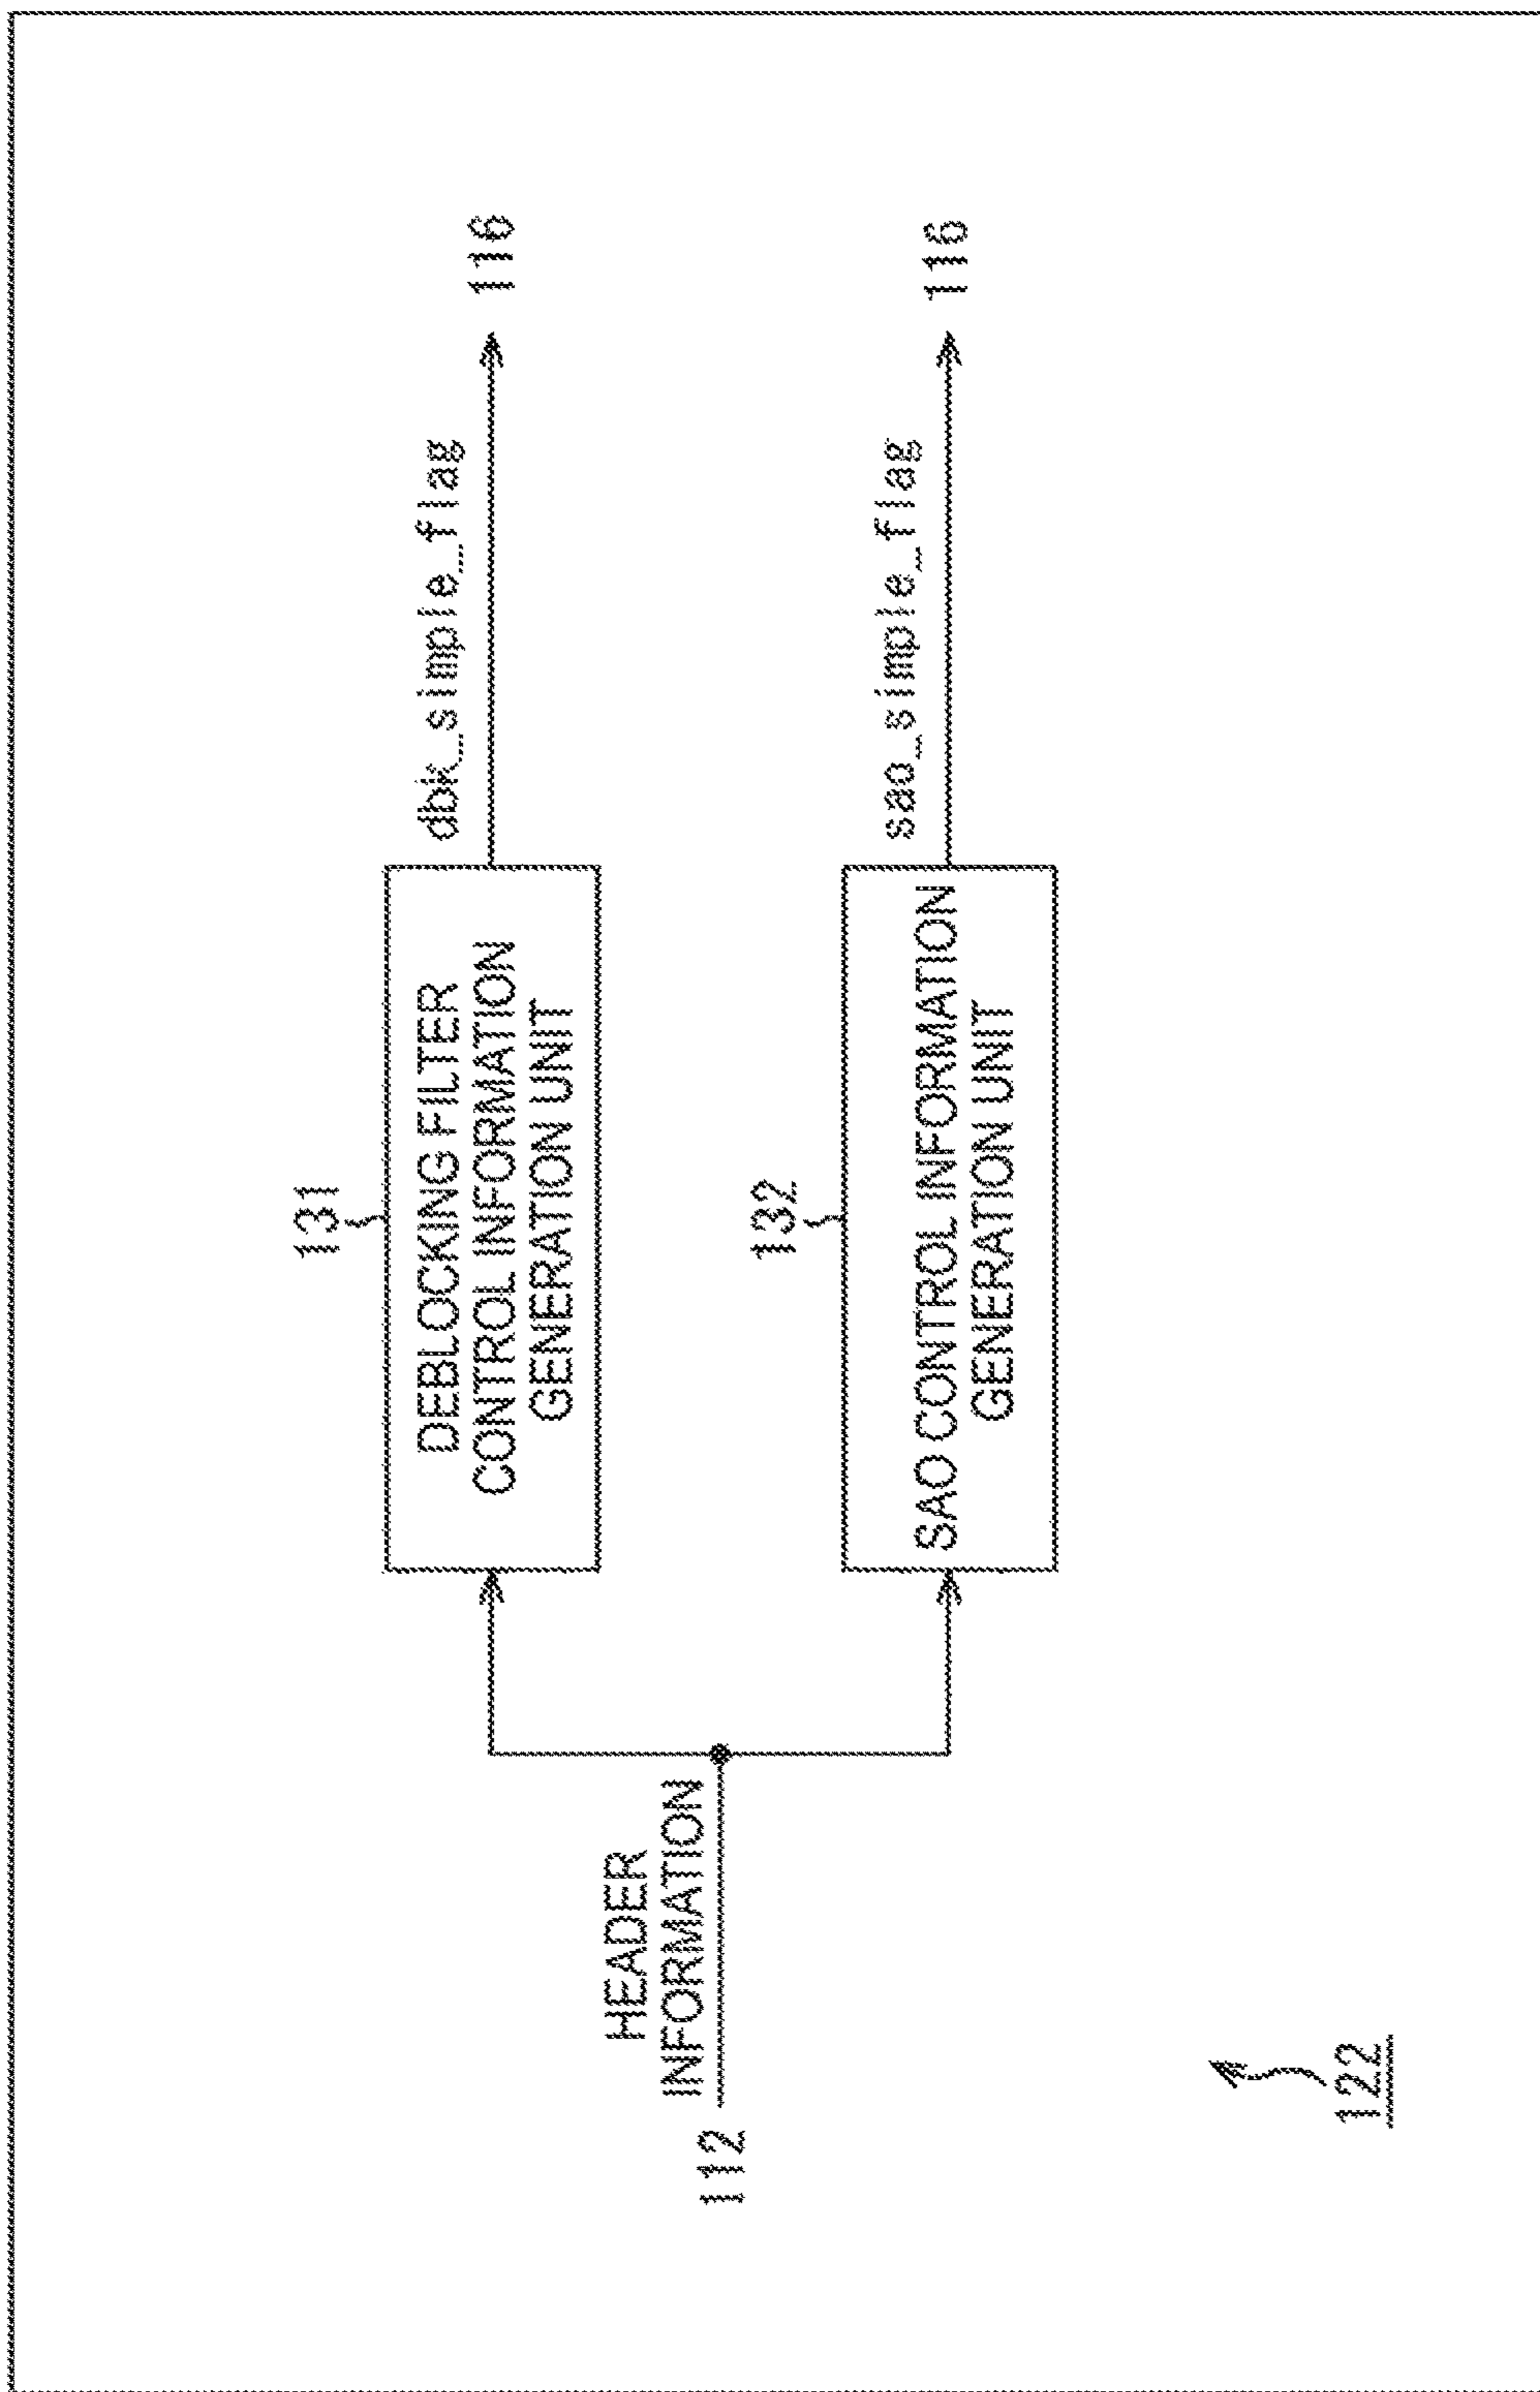 131
DEBLOCKING FILTER
CONTROL INFORMATION
GENERATION UNIT
dbk_simple_flag
116
HEADER
INFORMATION
112
132
SAO CONTROL INFORMATION
GENERATION UNIT
sao_simple_flag
116
122